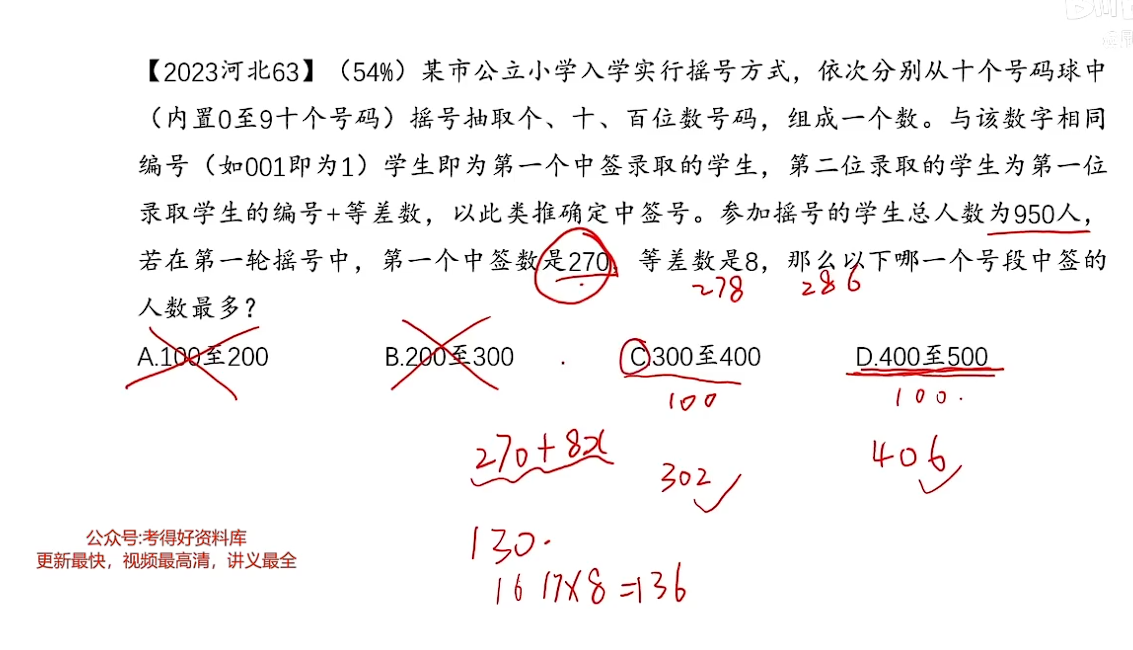 【2023河北63】（54%）某市公立小学入学实行摇号方式，依次分别从十个号码球中
（内置0至9十个号码）摇号抽取个、十、百位数号码，组成一个数。与该数字相同
编号（如001即为1）学生即为第一个中签录取的学生，第二位录取的学生为第一位
录取学生的编号+等差数，以此类推确定中签号。参加摇号的学生总人数为950人，
若在第一轮摇号中，第一个中签数是270，等差数是8，那么以下哪一个号段中签的
278 286
人数最多？
A.100至200 B.200至300 C.300至400 D.400至500
100 100.
270+8x 302 406
130.
16 17×8=136
公众号:考得好资料库
更新最快，视频最高清，讲义最全